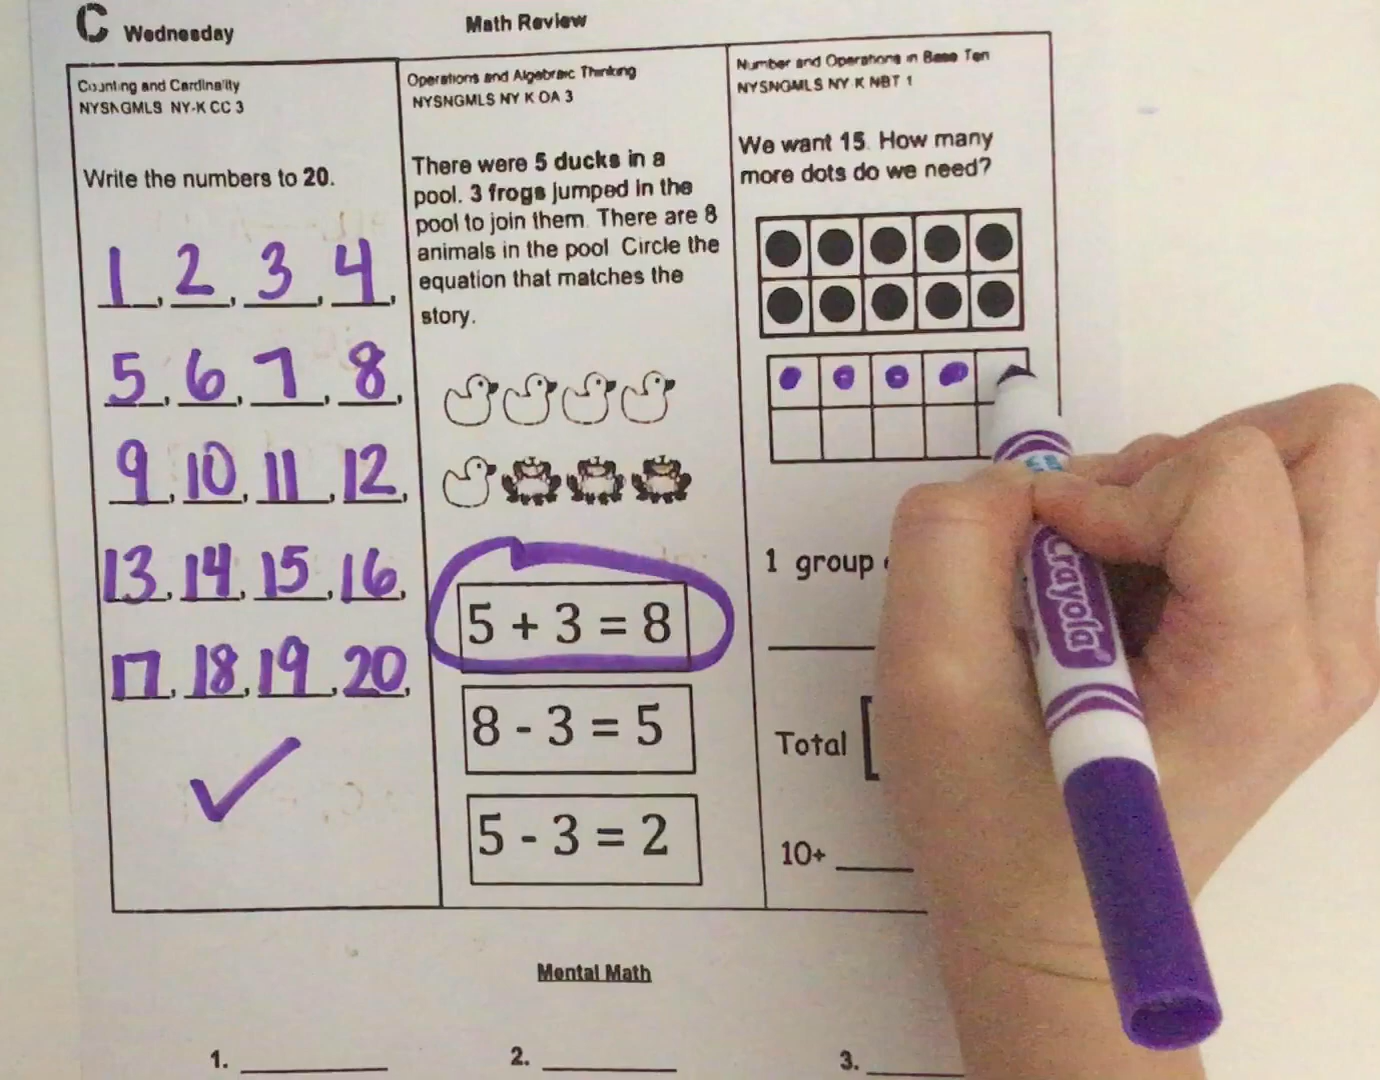 C Wednesday
Math Review
Counting and Cardinality
NYSNGMLS NY-K CC 3
Write the numbers to 20.
1, 2, 3, 4,
5, 6, 7, 8,
9, 10, 11, 12,
13, 14, 15, 16,
17, 18, 19, 20,
Operations and Algebraic Thinking
NYSNGMLS NY K OA 3
There were 5 ducks in a
pool. 3 frogs jumped in the
pool to join them. There are 8
animals in the pool Circle the
equation that matches the
story.
5 + 3 = 8
8 - 3 = 5
5 - 3 = 2
Number and Operations in Base Ten
NYSNGMLS NY K NBT 1
We want 15. How many
more dots do we need?
1 group
Total
10+
crayola
Mental Math
1.
2.
3.